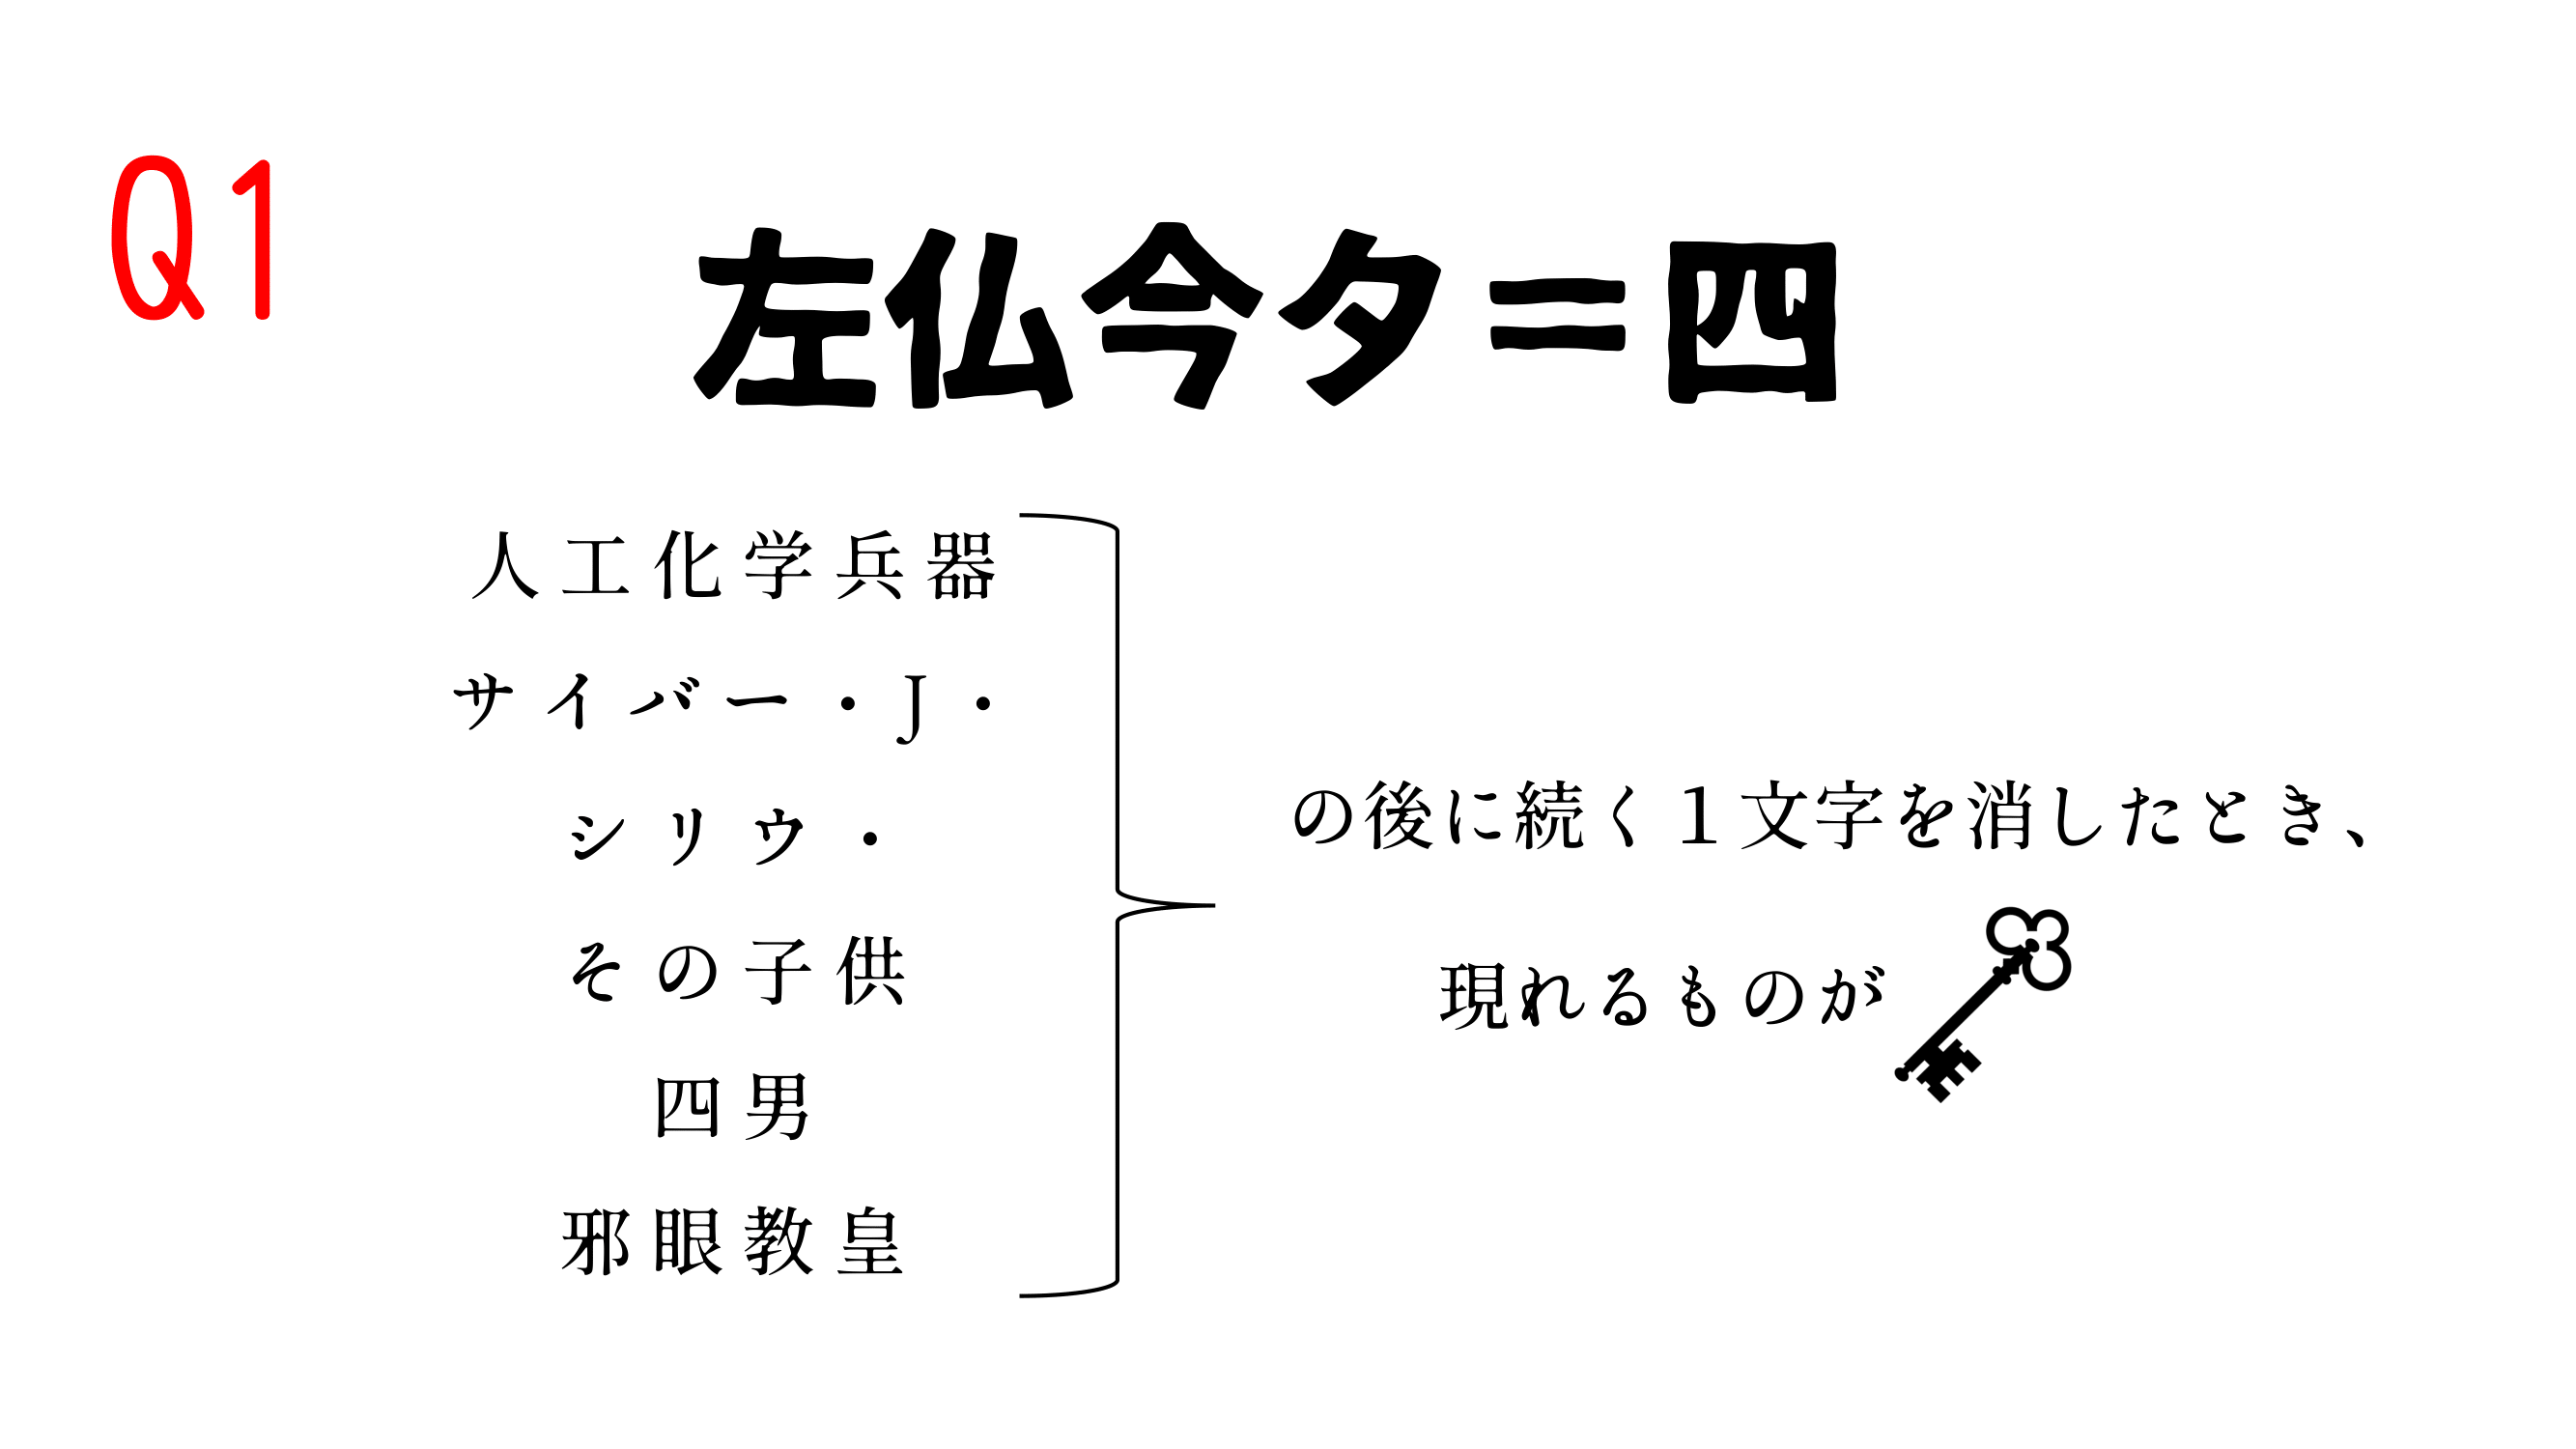 Q1
左仏今夕＝四
人工化学兵器
サイバー・J・
シリウ・
その子供
四男
邪眼教皇
の後に続く１文字を消したとき、
現れるものが